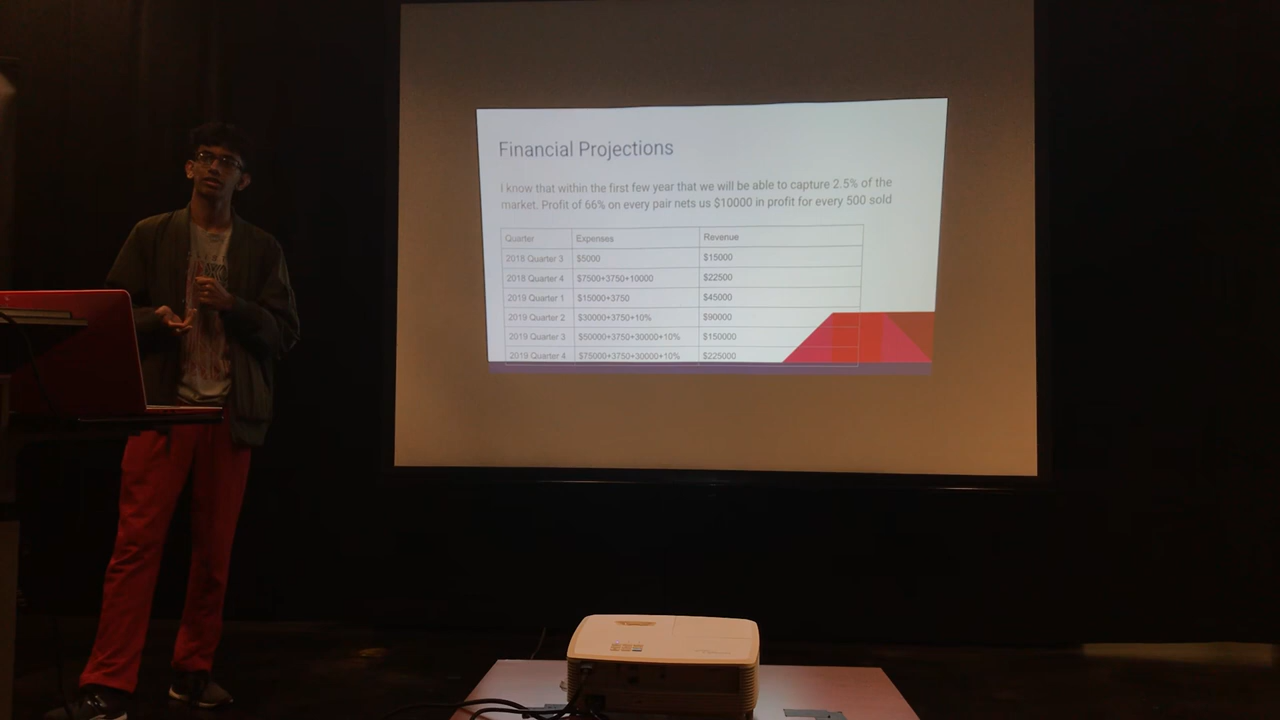 Financial Projections
I know that within the first few year that we will be able to capture 2.5% of the
market. Profit of 66% on every pair nets us $10000 in profit for every 500 sold
Quarter Expenses Revenue
2018 Quarter 3 $5000 $15000
2018 Quarter 4 $7500+3750+10000 $22500
2019 Quarter 1 $15000+3750 $45000
2019 Quarter 2 $30000+3750+10% $90000
2019 Quarter 3 $50000+3750+30000+10% $150000
2019 Quarter 4 $75000+3750+30000+10% $225000